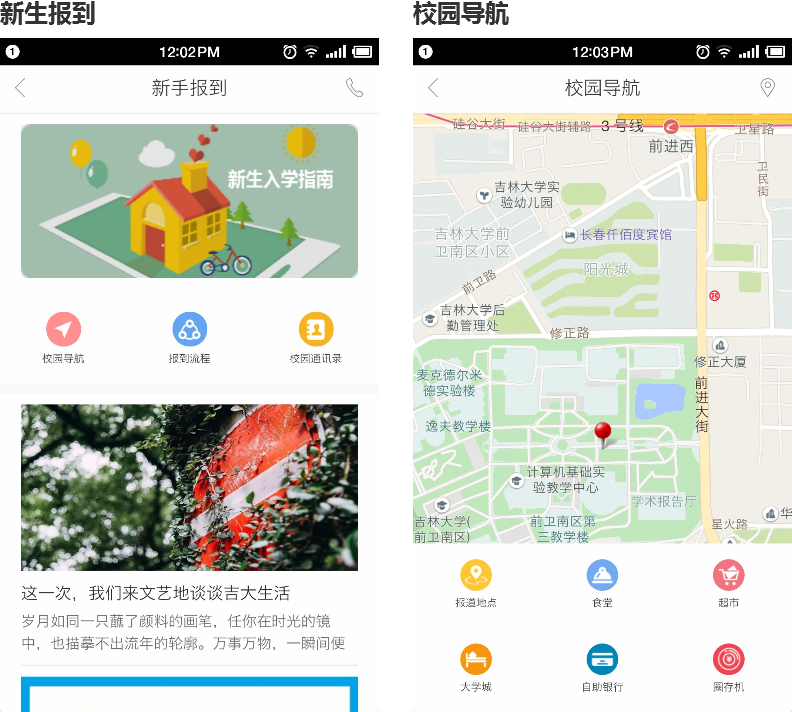 新生报到
1
12:02PM
新手报到
新生入学指南
校园导航
报到流程
校园通讯录
这一次，我们来文艺地谈谈吉大生活
岁月如同一只蘸了颜料的画笔，任你在时光的镜
中，也描摹不出流年的轮廓。万事万物，一瞬间便
校园导航
1
12:03PM
校园导航
硅谷大街
硅谷大街辅路
3号线
卫星路
前进西
卫民街
吉林大学实
验幼儿园
吉林大学前
卫南区小区
长春仟佰度宾馆
阳光城
前卫路
吉林大学后
勤管理处
修正路
修正大厦
麦克德尔米
德实验楼
前进大街
逸夫教学楼
计算机基础实
验教学中心
学术报告厅
吉林大学(
前卫南区)
前卫南区第
三教学楼
星火路
华
报道地点
食堂
超市
大学城
自助银行
圈存机